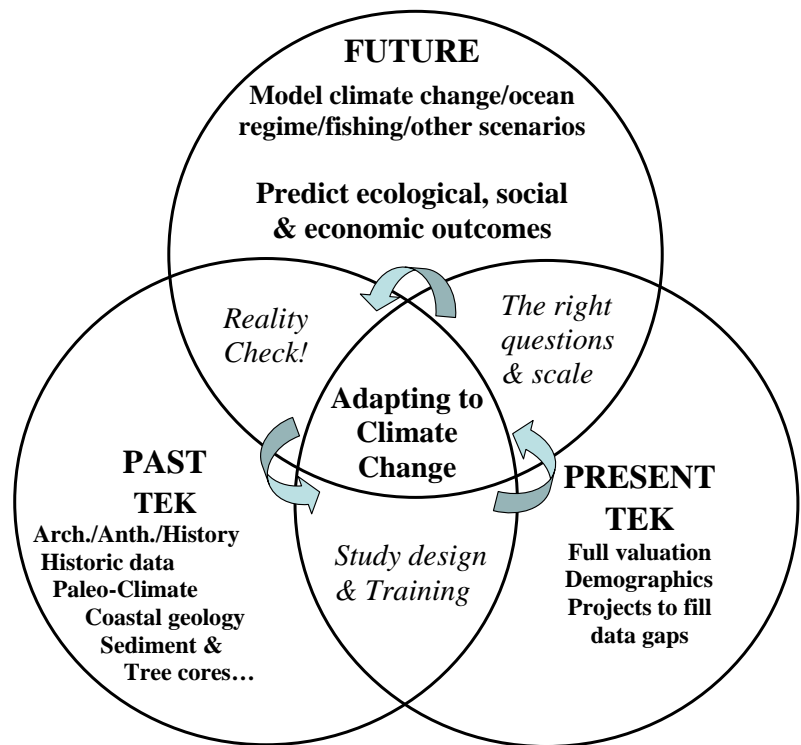 FUTURE
Model climate change/ocean
regime/fishing/other scenarios
Predict ecological, social
& economic outcomes
Reality
Check!
The right
questions
& scale
Adapting to
Climate
Change
PAST
TEK
Arch./Anth./History
Historic data
Paleo-Climate
Coastal geology
Sediment &
Tree cores…
Study design
& Training
PRESENT
TEK
Full valuation
Demographics
Projects to fill
data gaps